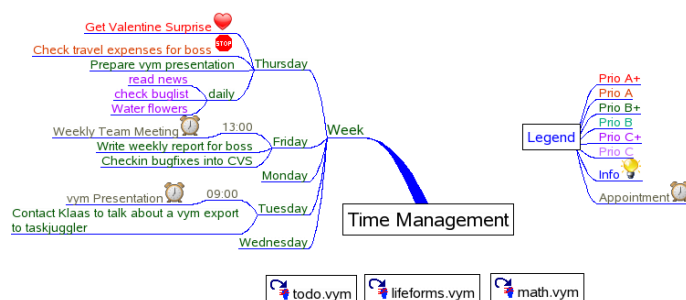 Get Valentine Surprise
STOP
Check travel expenses for boss
Prepare vym presentation
Thursday
read news
check buglist
daily
Water flowers
Weekly Team Meeting
13:00
Write weekly report for boss
Friday
Checkin bugfixes into CVS
Week
Monday
vym Presentation
09:00
Contact Klaas to talk about a vym export
to taskjuggler
Tuesday
Wednesday
Time Management
Legend
Prio A+
Prio A
Prio B+
Prio B
Prio C+
Prio C
Info
Appointment
todo.vym
lifeforms.vym
math.vym